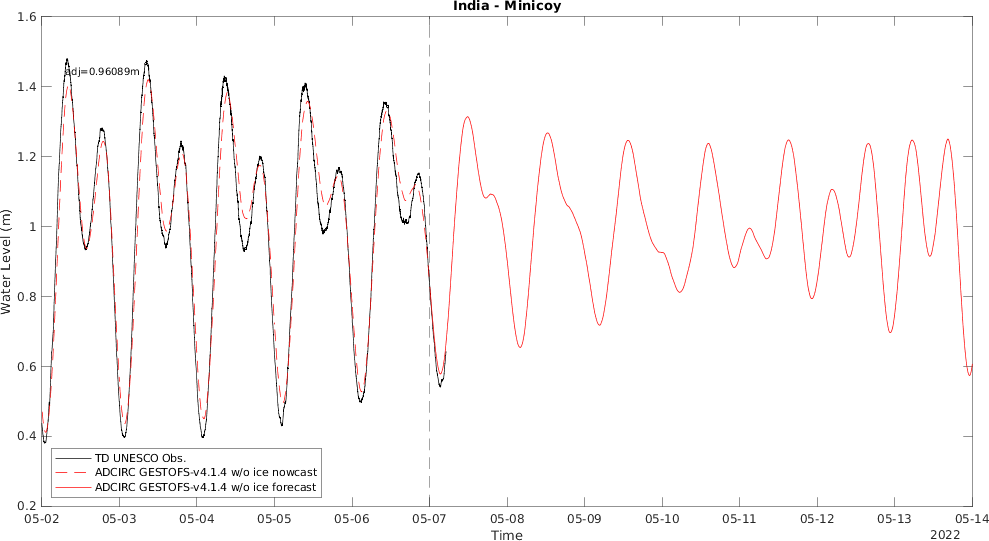 India - Minicoy
1.6
1.4
1.2
1
0.8
0.6
0.4
0.2
Water Level (m)
adj=0.96089m
TD UNESCO Obs.
ADCIRC GESTOFS-v4.1.4 w/o ice nowcast
ADCIRC GESTOFS-v4.1.4 w/o ice forecast
05-02 05-03 05-04 05-05 05-06 05-07 05-08 05-09 05-10 05-11 05-12 05-13 05-14
Time
2022